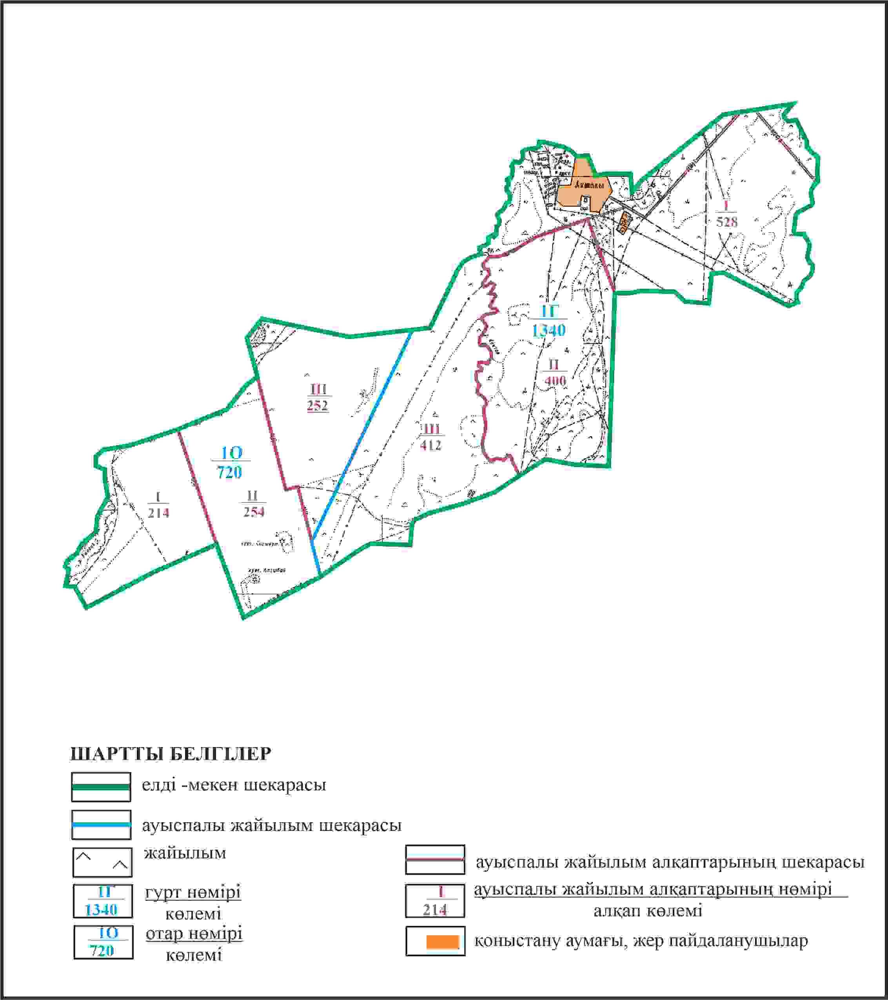 Акшалы
I
528
1Г
1340
II
400
III
252
III
412
1О
720
I
214
II
254
ШАРТТЫ БЕЛГІЛЕР
елді -мекен шекарасы
ауыспалы жайылым шекарасы
жайылым
1Г
1340
гурт нөмірі
көлемі
1О
720
отар нөмірі
көлемі
ауыспалы жайылым алқаптарының шекарасы
I
214
ауыспалы жайылым алқаптарының нөмірі
алқап көлемі
қоныстану аумағы, жер пайдаланушылар